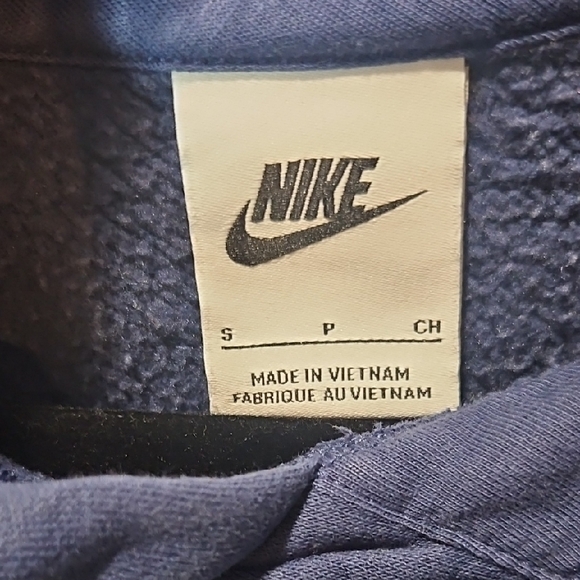 NIKE
S P CH
MADE IN VIETNAM
FABRIQUE AU VIETNAM